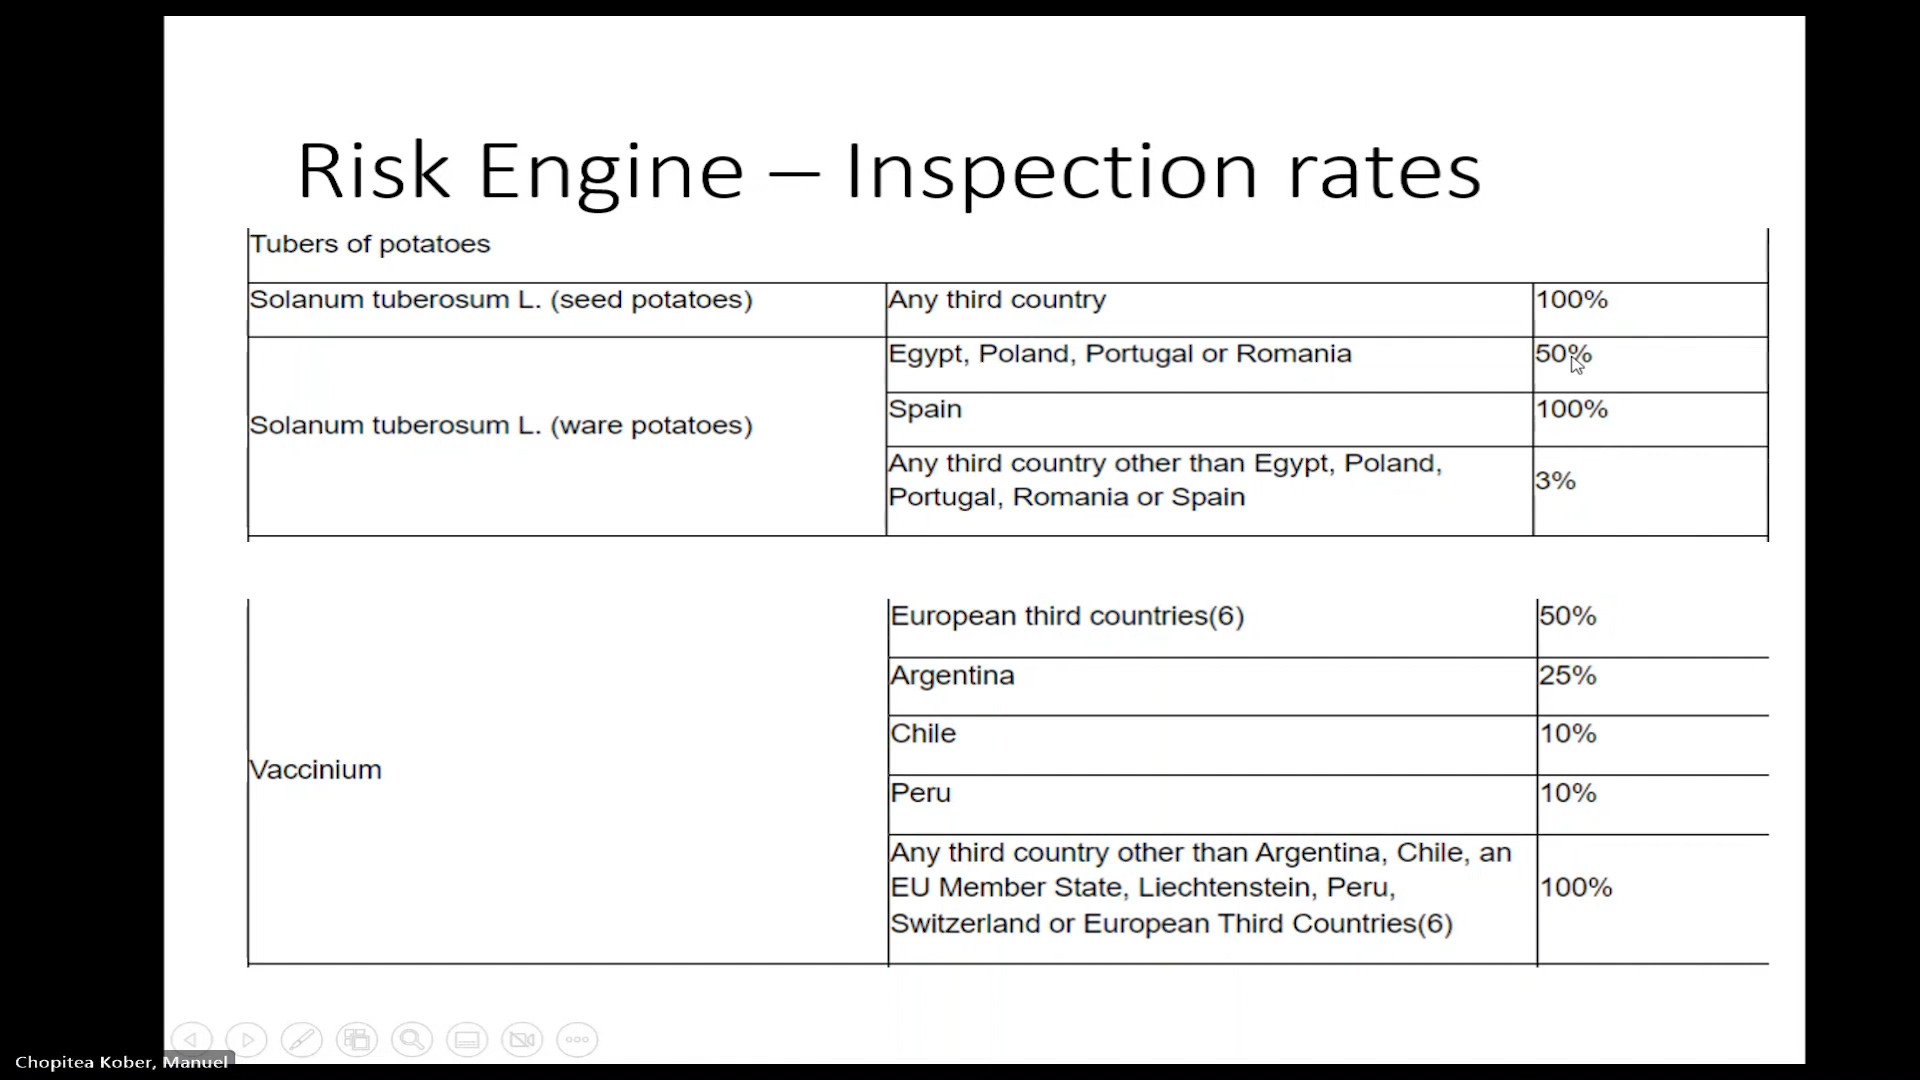 Risk Engine – Inspection rates
Tubers of potatoes
Solanum tuberosum L. (seed potatoes)
Any third country
100%
Solanum tuberosum L. (ware potatoes)
Egypt, Poland, Portugal or Romania
50%
Spain
100%
Any third country other than Egypt, Poland,
Portugal, Romania or Spain
3%
Vaccinium
European third countries(6)
50%
Argentina
25%
Chile
10%
Peru
10%
Any third country other than Argentina, Chile, an
EU Member State, Liechtenstein, Peru,
Switzerland or European Third Countries(6)
100%
Chopitea Kober, Manuel